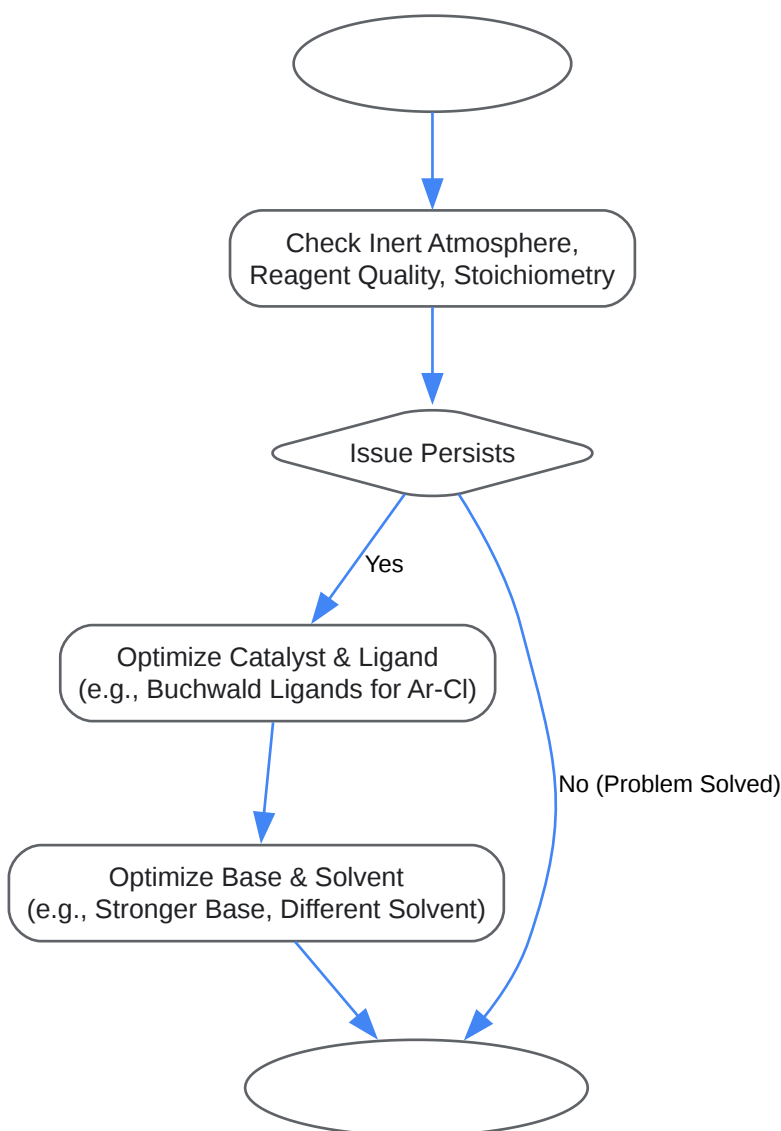 Check Inert Atmosphere,
Reagent Quality, Stoichiometry
Issue Persists
Yes
Optimize Catalyst & Ligand
(e.g., Buchwald Ligands for Ar-Cl)
No (Problem Solved)
Optimize Base & Solvent
(e.g., Stronger Base, Different Solvent)